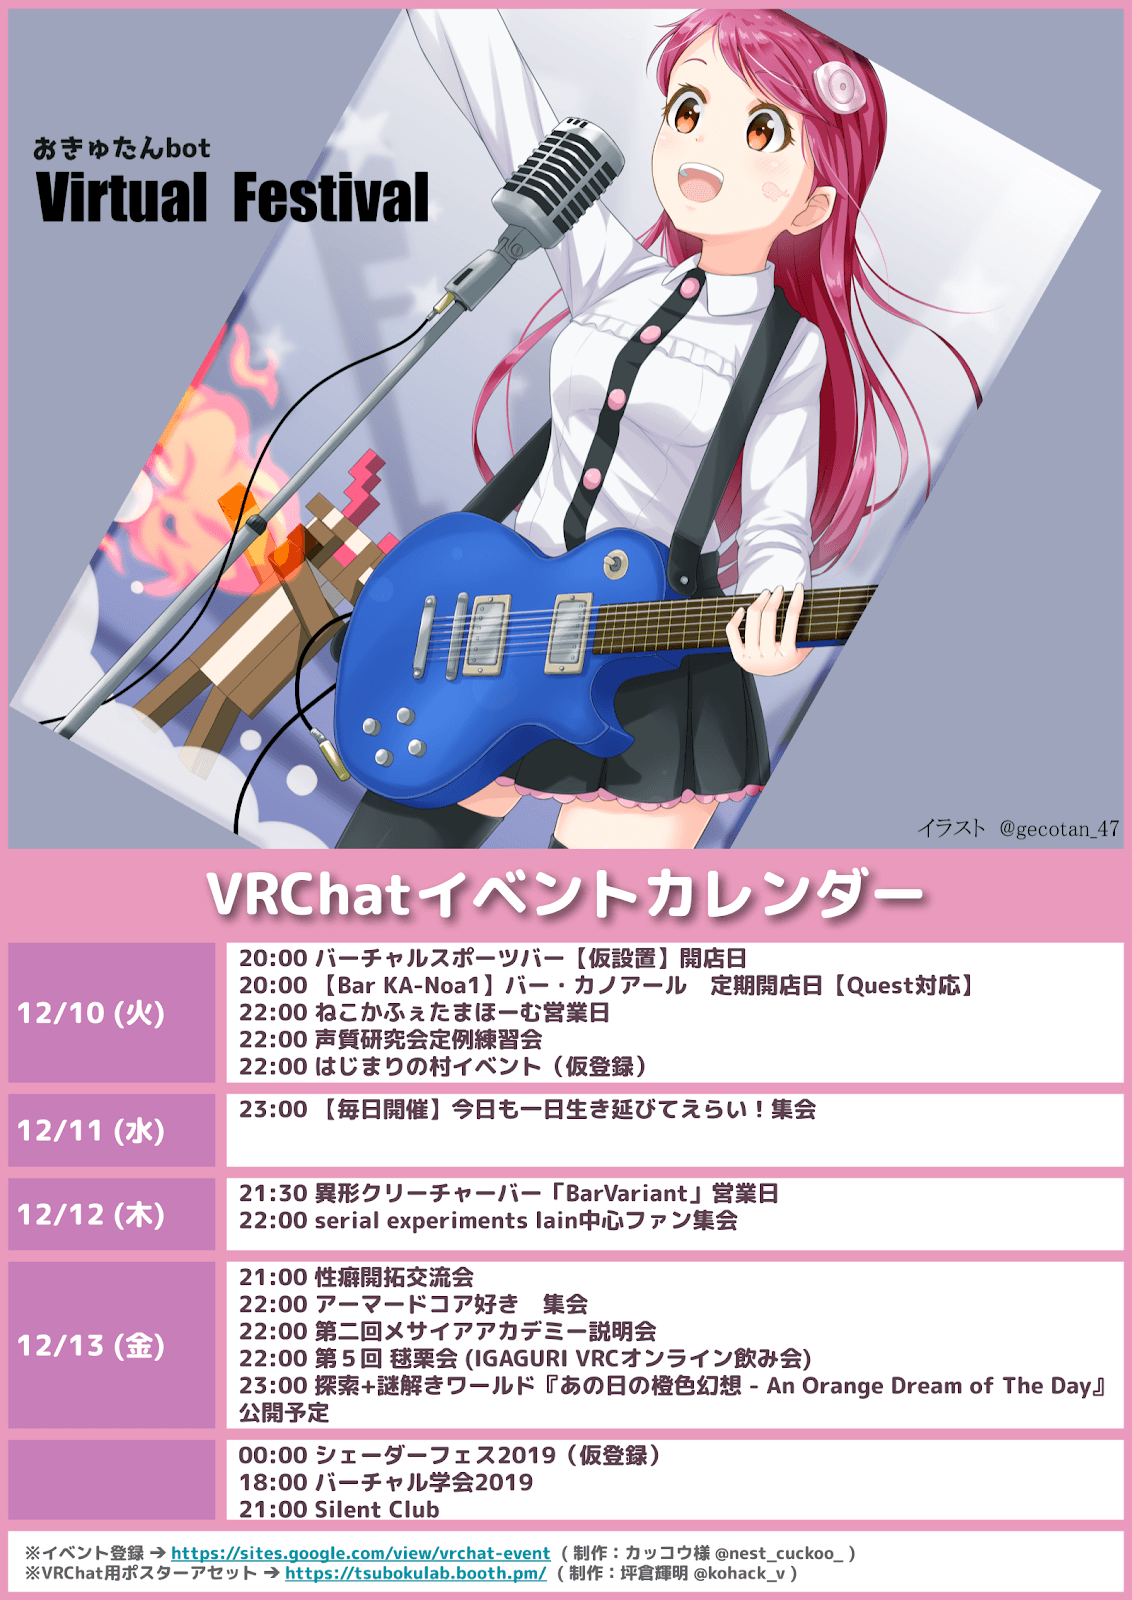 おきゅたんbot
Virtual Festival
イラスト @gecotan_47
VRChatイベントカレンダー
12/10 (火)
20:00 バーチャルスポーツバー【仮設置】開店日
20:00 【Bar KA-Noa1】バー・カノアール　定期開店日【Quest対応】
22:00 ねこかふぇたまほーむ営業日
22:00 声質研究会定例練習会
22:00 はじまりの村イベント（仮登録）
12/11 (水)
23:00 【毎日開催】今日も一日生き延びてえらい！集会
12/12 (木)
21:30 異形クリーチャーバー「BarVariant」営業日
22:00 serial experiments lain中心ファン集会
12/13 (金)
21:00 性癖開拓交流会
22:00 アーマードコア好き　集会
22:00 第二回メサイアアカデミー説明会
22:00 第５回 毬栗会 (IGAGURI VRCオンライン飲み会)
23:00 探索+謎解きワールド『あの日の橙色幻想 - An Orange Dream of The Day』
公開予定
00:00 シェーダーフェス2019（仮登録）
18:00 バーチャル学会2019
21:00 Silent Club
※イベント登録 → https://sites.google.com/view/vrchat-event ( 制作：カッコウ様 @nest_cuckoo_ )
※VRChat用ポスターアセット → https://tsubokulab.booth.pm/ ( 制作：坪倉輝明 @kohack_v )